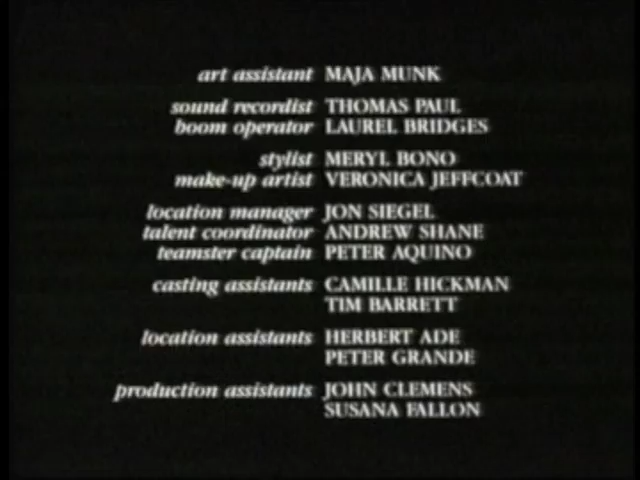 art assistant MAJA MUNK
sound recordist THOMAS PAUL
boom operator LAUREL BRIDGES
stylist MERYL BONO
make-up artist VERONICA JEFFCOAT
location manager JON SIEGEL
talent coordinator ANDREW SHANE
teamster captain PETER AQUINO
casting assistants CAMILLE HICKMAN
TIM BARRETT
location assistants HERBERT ADE
PETER GRANDE
production assistants JOHN CLEMENS
SUSANA FALLON